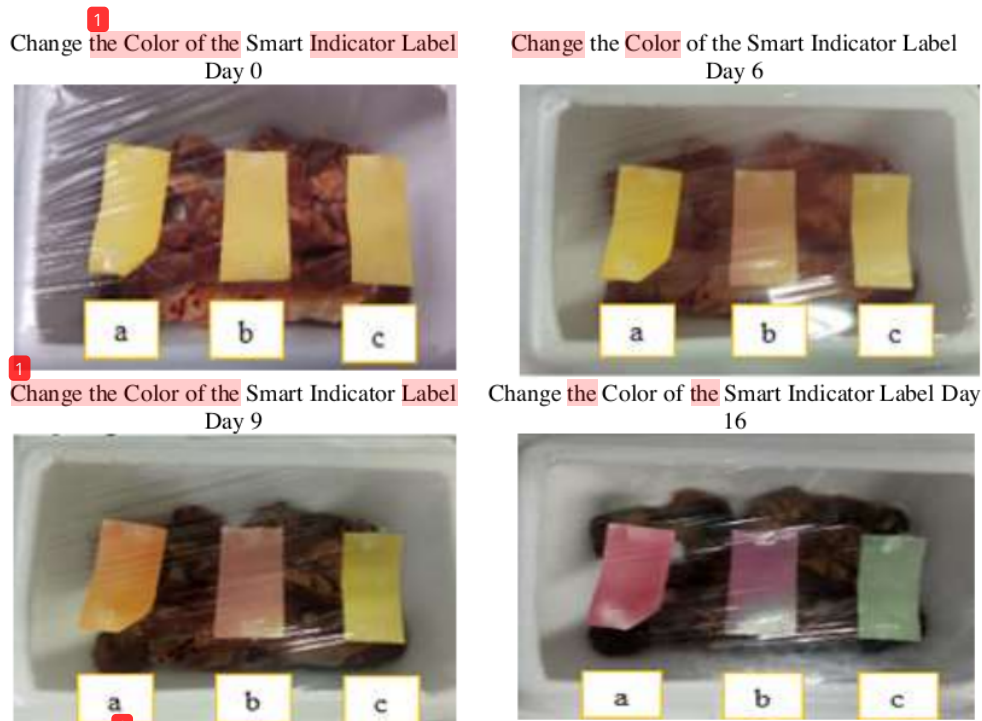 1
Change the Color of the Smart Indicator Label
Day 0
Change the Color of the Smart Indicator Label
Day 6
a
b
c
a
b
c
1
Change the Color of the Smart Indicator Label
Day 9
Change the Color of the Smart Indicator Label Day
16
a
b
c
a
b
c